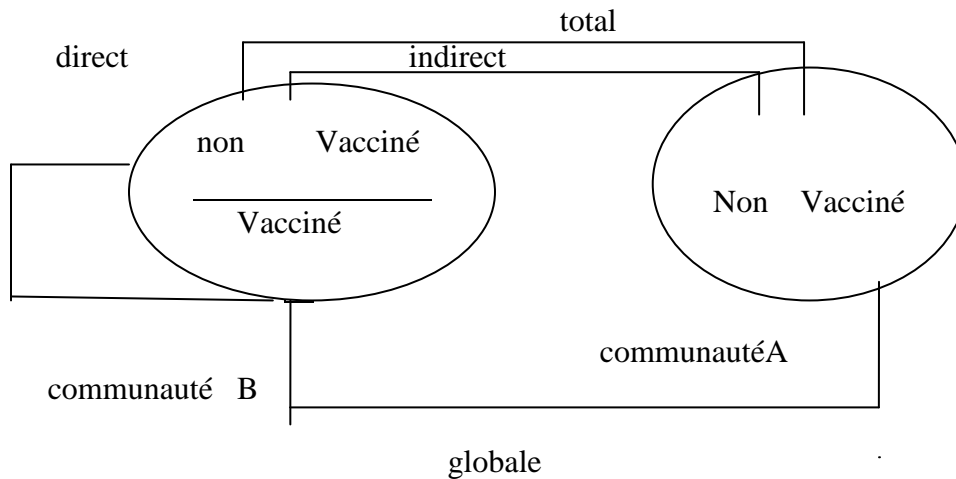 total
direct
indirect
non Vacciné
Vacciné
Non Vacciné
communautéA
communauté B
globale